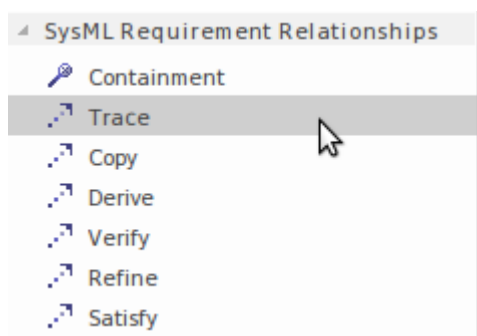 SysML Requirement Relationships
Containment
Trace
Copy
Derive
Verify
Refine
Satisfy